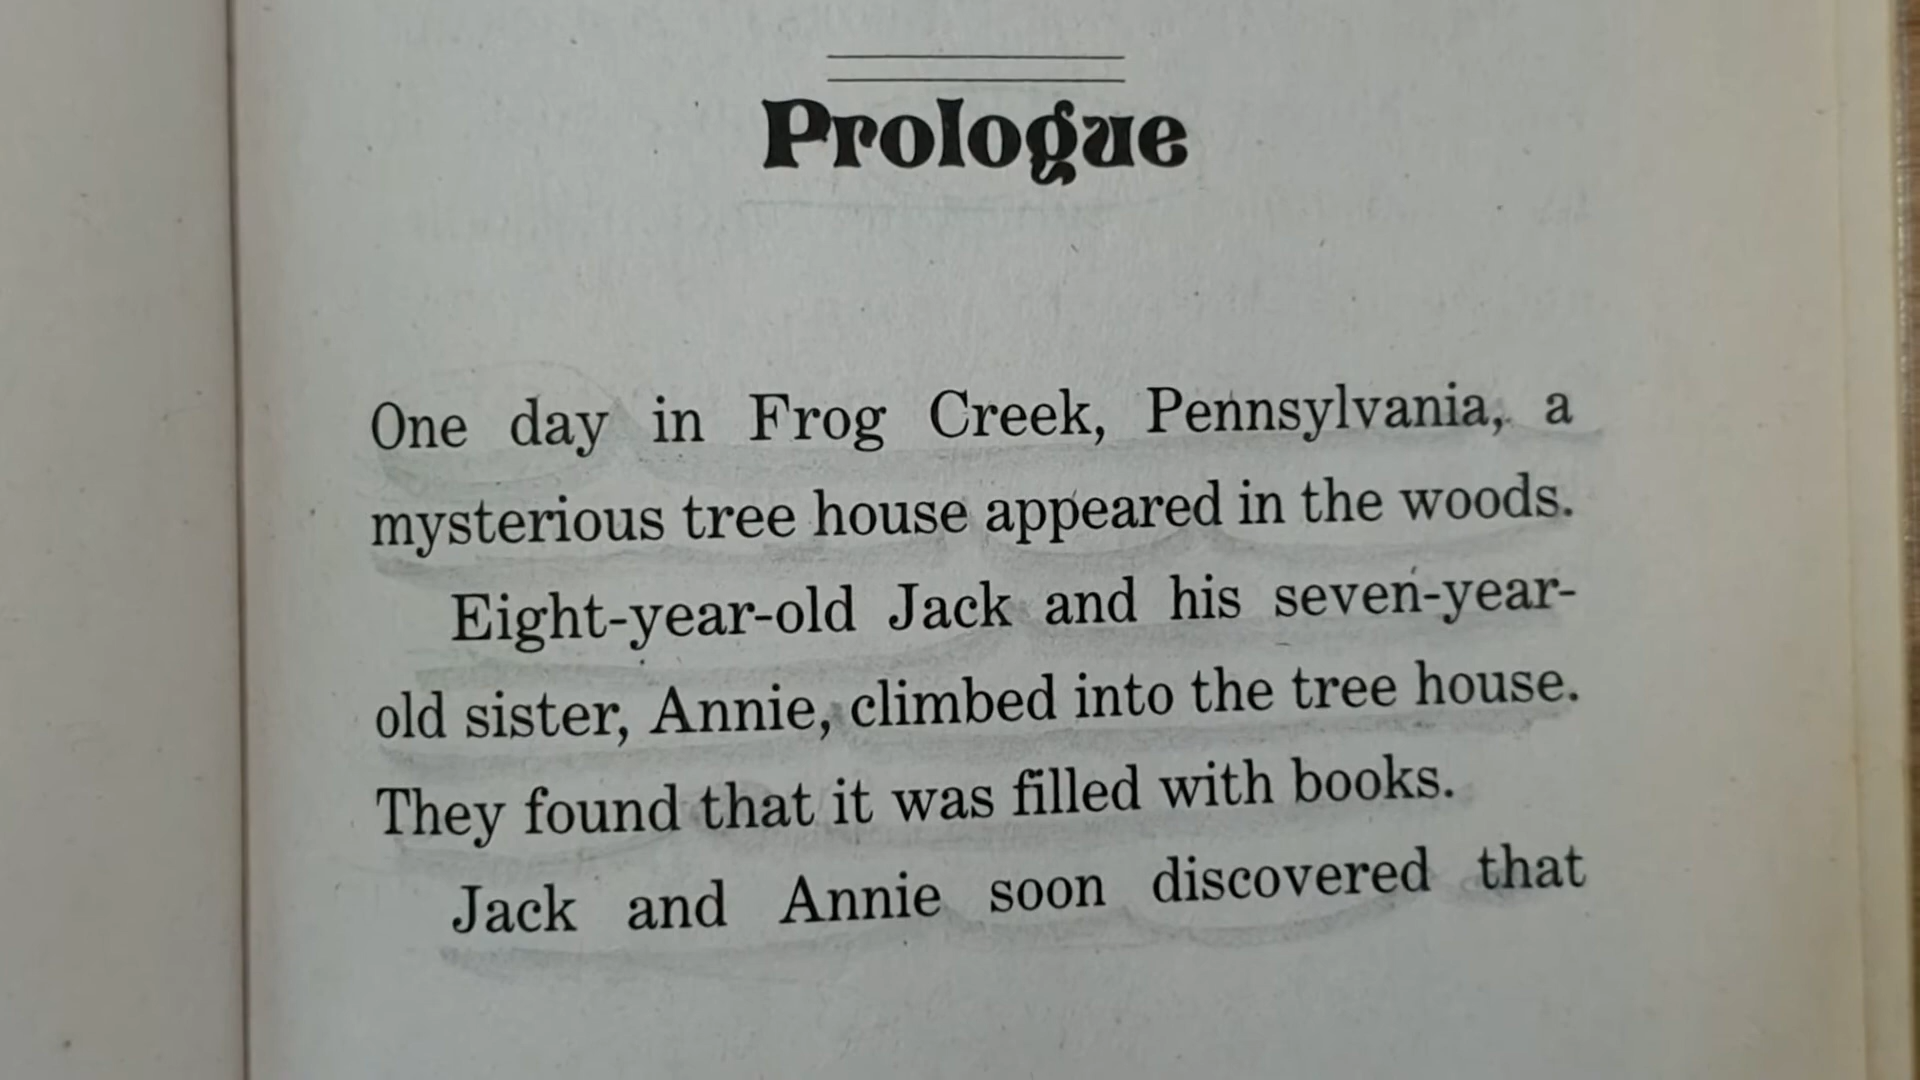 Prologue
One day in Frog Creek, Pennsylvania, a
mysterious tree house appeared in the woods.
Eight-year-old Jack and his seven-year-
old sister, Annie, climbed into the tree house.
They found that it was filled with books.
Jack and Annie soon discovered that